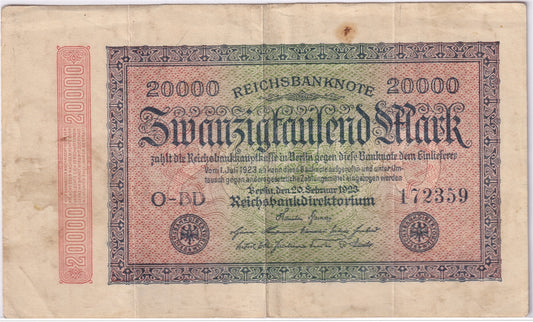 20000
REICHSBANKNOTE
20000
Zwanzigtausend Mark
zahlt die Reichsbankhauptkasse in Berlin gegen diese Banknote dem Einlieferer.
Vom 1. Juli 1923 ab kann diese Banknote aufgerufen und unter Um-
tausch gegen andere gesetzliche Zahlungsmittel eingezogen werden
Berlin, den 20. Februar 1923
O-BD
Reichsbankdirektorium
172359
20000
20000